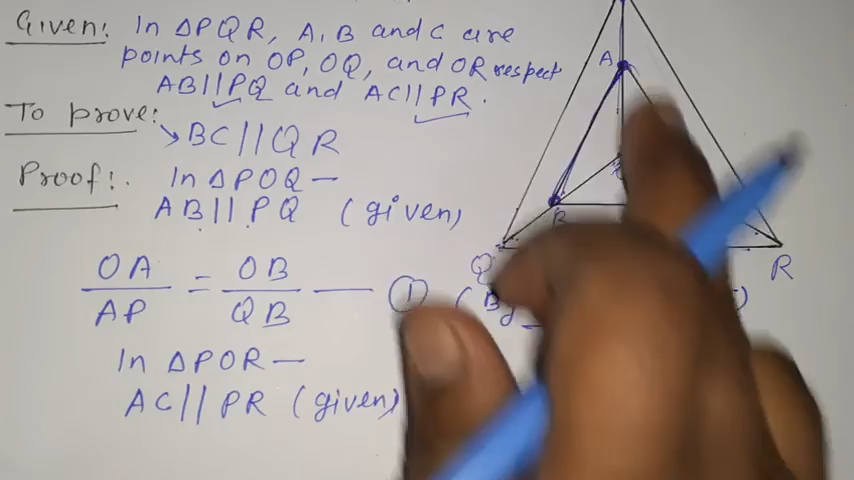 Given: In ΔPQR, A, B and C are
points on OP, OQ, and OR respect
AB||PQ and AC||PR.
To prove:
BC||QR
Proof:. In ΔPOQ—
AB||PQ (given)
OA/AP = OB/QB — ① (By
In ΔPOR—
AC||PR (given)
A
B
Q
R